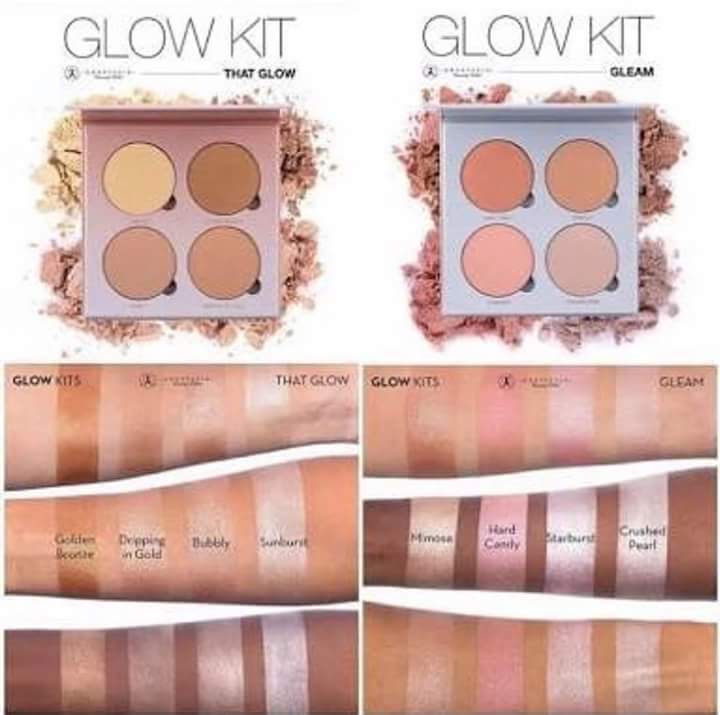 GLOW KIT
THAT GLOW
GLOW KIT
GLEAM
GLOW KITS
THAT GLOW
Golden
Bronze
Dripping
in Gold
Bubbly
Sunburst
GLOW KITS
GLEAM
Mimosa
Hard
Candy
Starburst
Crushed
Pearl